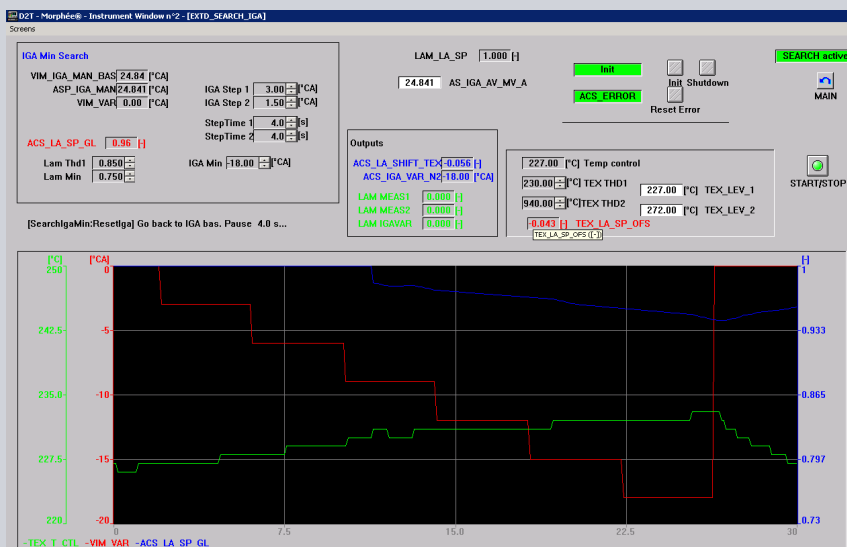 D2T - Morphée® - Instrument Window n°2 - [EXTD_SEARCH_IGA]
Screens
IGA Min Search
VIM_IGA_MAN_BAS 24.84 [°CA]
ASP_IGA_MAN 24.841 [°CA]
VIM_VAR 0.00 [°CA]
IGA Step 1 3.00 [°CA]
IGA Step 2 1.50 [°CA]
StepTime 1 4.0 [s]
StepTime 2 4.0 [s]
ACS_LA_SP_GL 0.96 [-]
Lam Thd1 0.850
Lam Min 0.750
IGA Min -18.00 [°CA]
LAM_LA_SP 1.000 [-]
24.841 AS_IGA_AV_MV_A
Init
ACS_ERROR
Init Shutdown
Reset Error
SEARCH active
MAIN
START/STOP
Outputs
ACS_LA_SHIFT_TEX -0.056 [-]
ACS_IGA_VAR_N2 -18.00 [°CA]
LAM MEAS1 0.000 [-]
LAM MEAS2 0.000 [-]
LAM IGAVAR 0.000 [-]
227.00 [°C] Temp control
230.00 [°C] TEX THD1
940.00 [°C] TEX THD2
227.00 [°C] TEX_LEV_1
272.00 [°C] TEX_LEV_2
-0.043 [-] TEX_LA_SP_OFS
TEX_LA_SP_OFS ([-])
[SearchIgaMin:ResetIga] Go back to IGA bas. Pause 4.0 s...
[°C] [°CA] [-]
250 0 1
242.5 -5 0.933
235.0 -10 0.865
227.5 -15 0.797
220 -20 0.73
0 7.5 15.0 22.5 30
-TEX_T_CTL -VIM_VAR -ACS_LA_SP_GL